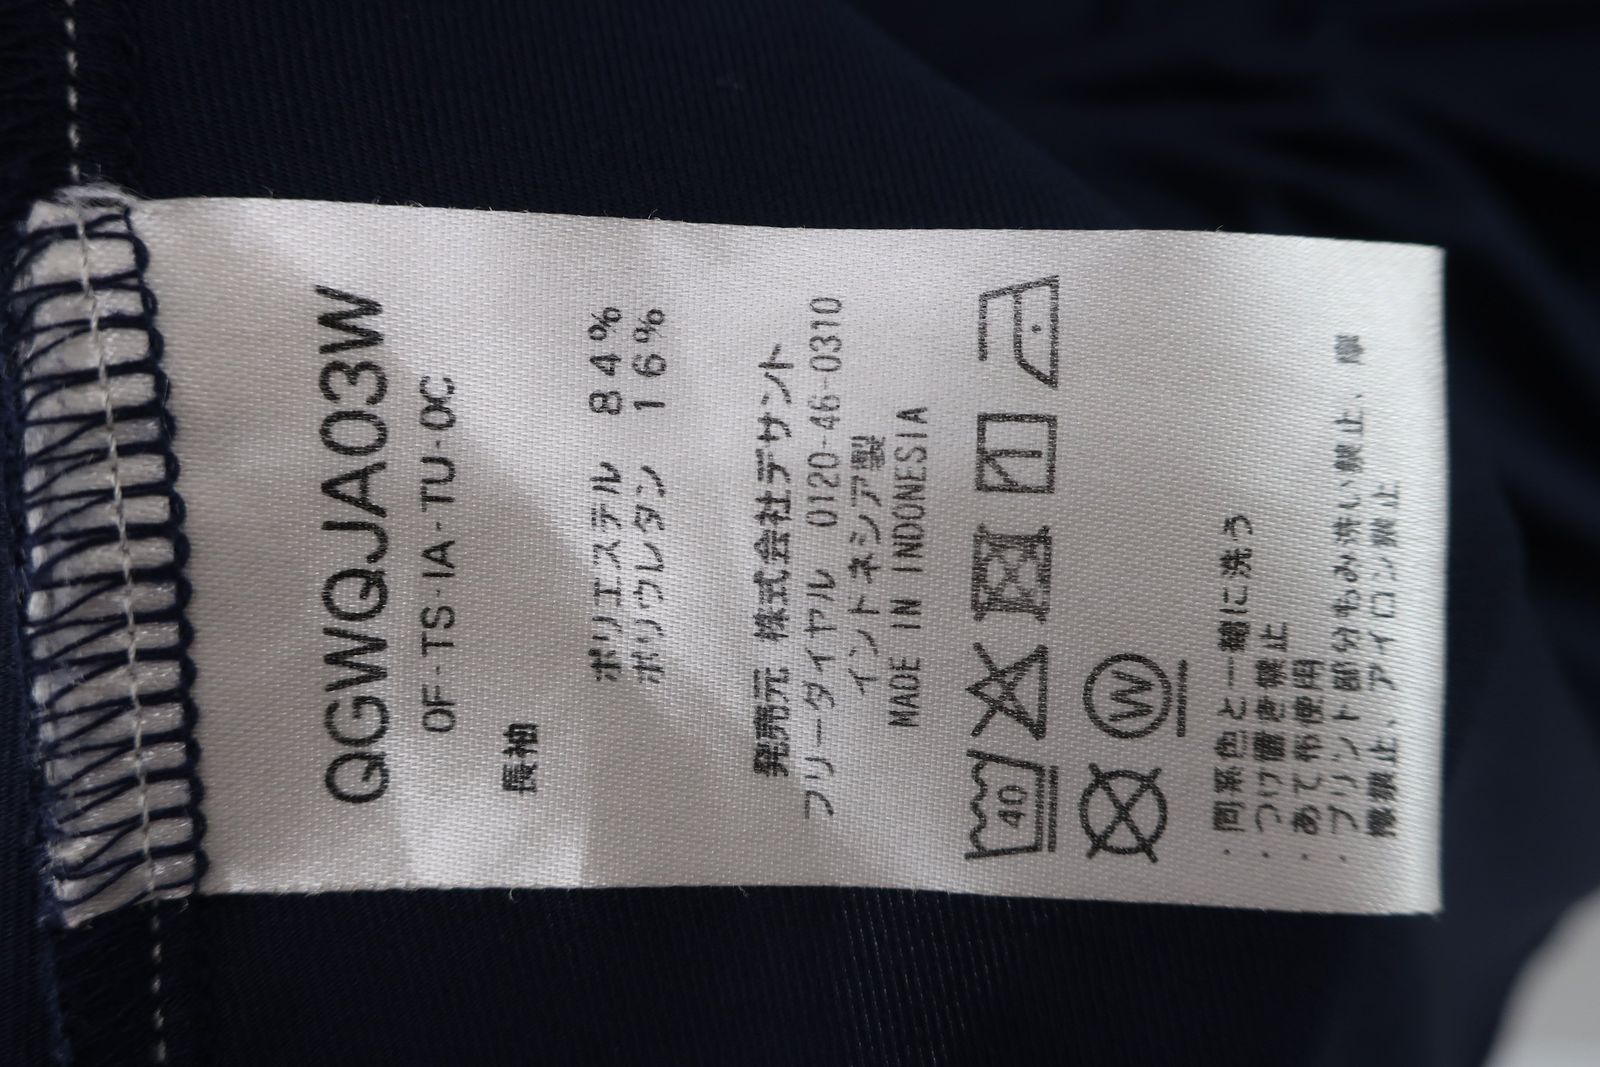 QGWQJA03W
OF-TS-IA-TU-OC
長袖
ポリエステル 84%
ポリウレタン 16%
発売元 株式会社デサント
フリーダイヤル 0120-46-0310
インドネシア製
MADE IN INDONESIA
40
W
・同系色と一緒に洗う
・つけ置き禁止
・あて布使用
・プリント部分もみ洗い禁止、摩
擦禁止、アイロン禁止